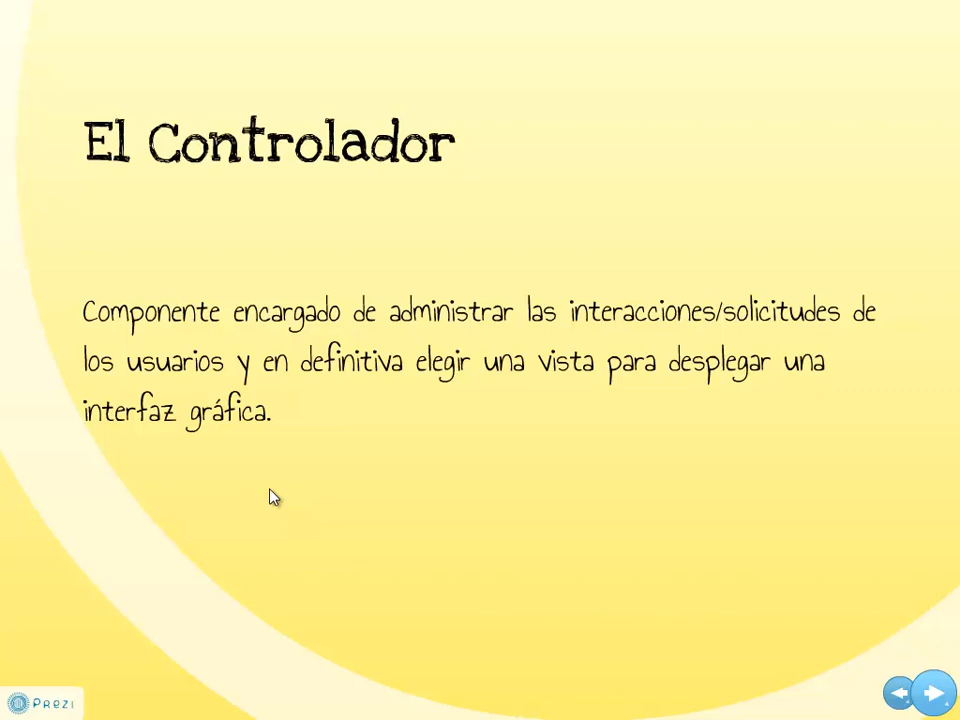 El Controlador
Componente encargado de administrar las interacciones/solicitudes de
los usuarios y en definitiva elegir una vista para desplegar una
interfaz gráfica.
Prezi